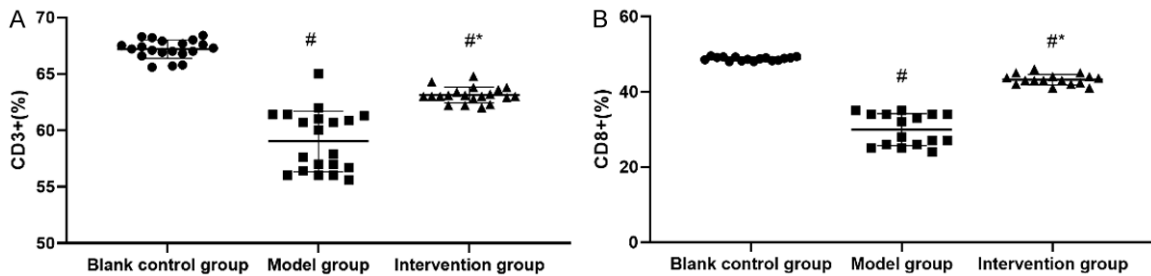 A
CD3+(%)
70
65
60
55
50
#
#*
Blank control group
Model group
Intervention group
B
CD8+(%)
60
40
20
0
#
#*
Blank control group
Model group
Intervention group